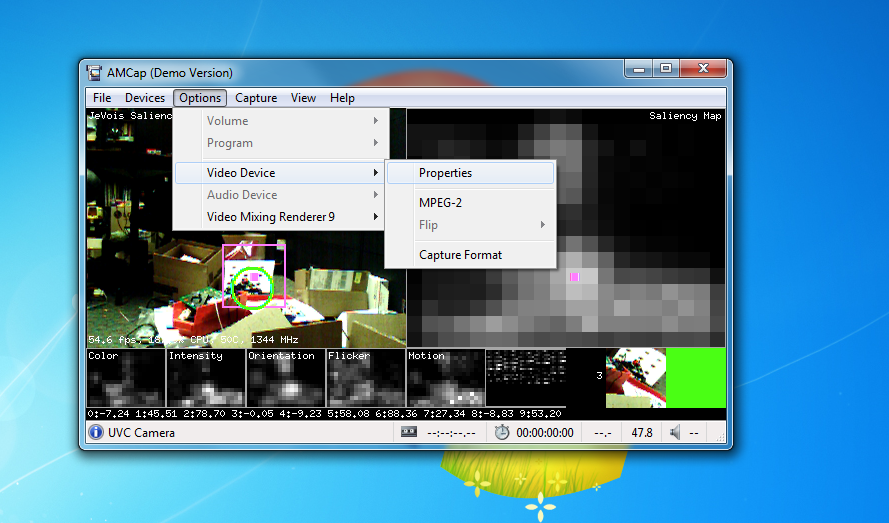 AMCap (Demo Version)
File Devices Options Capture View Help
JeVois Salienc
Saliency Map
Volume
Program
Video Device
Audio Device
Video Mixing Renderer 9
Properties
MPEG-2
Flip
Capture Format
54.6 fps, CPU, 1344 MHz
Color Intensity Orientation Flicker Motion
3
0:-7.24 1:45.51 2:78.70 3:-0.05 4:-9.23 5:58.08 6:88.36 7:27.34 8:-8.83 9:53.20
UVC Camera --:--:--.-- 00:00:00:00 --.- 47.8 --